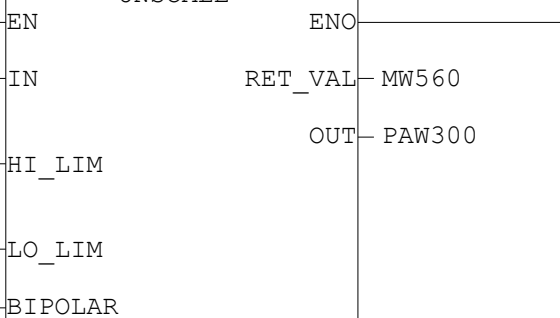 EN ENO
IN RET_VAL MW560
OUT PAW300
HI_LIM
LO_LIM
BIPOLAR